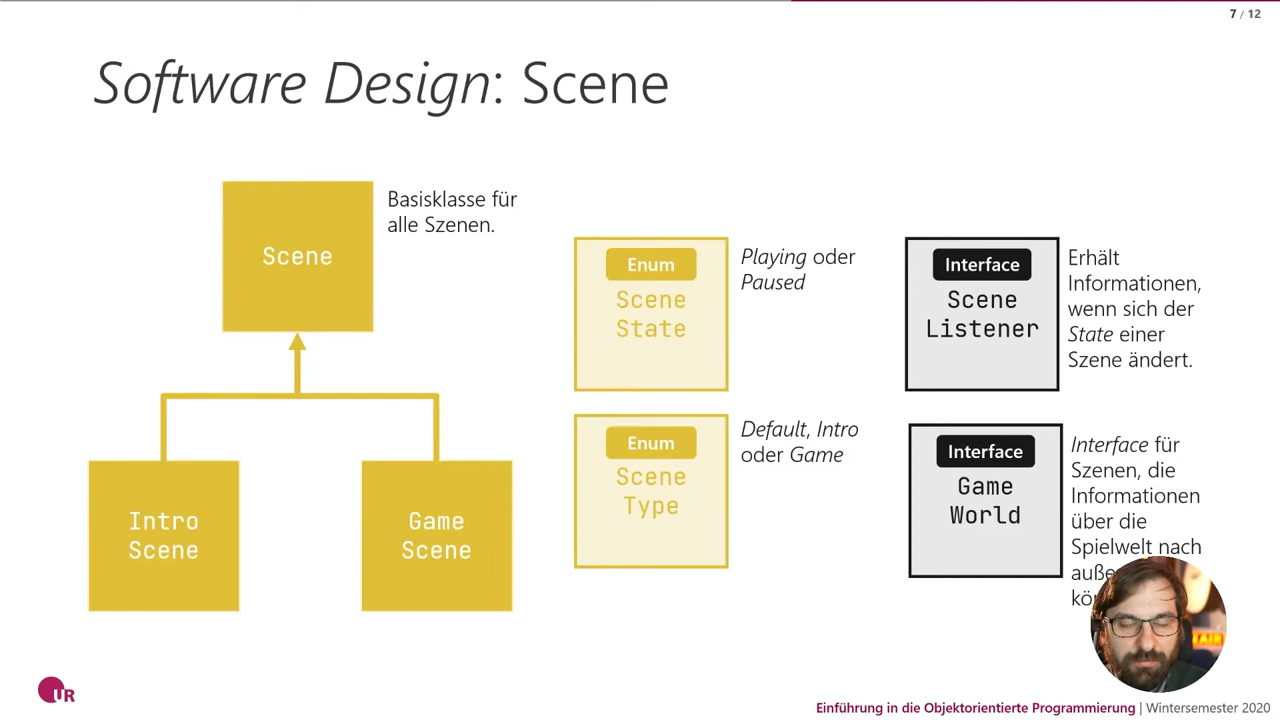 7 / 12
Software Design: Scene
Scene
Basisklasse für
alle Szenen.
Intro
Scene
Game
Scene
Enum
Scene
State
Playing oder
Paused
Enum
Scene
Type
Default, Intro
oder Game
Interface
Scene
Listener
Erhält
Informationen,
wenn sich der
State einer
Szene ändert.
Interface
Game
World
Interface für
Szenen, die
Informationen
über die
Spielwelt nach
UR
Einführung in die Objektorientierte Programmierung | Wintersemester 2020